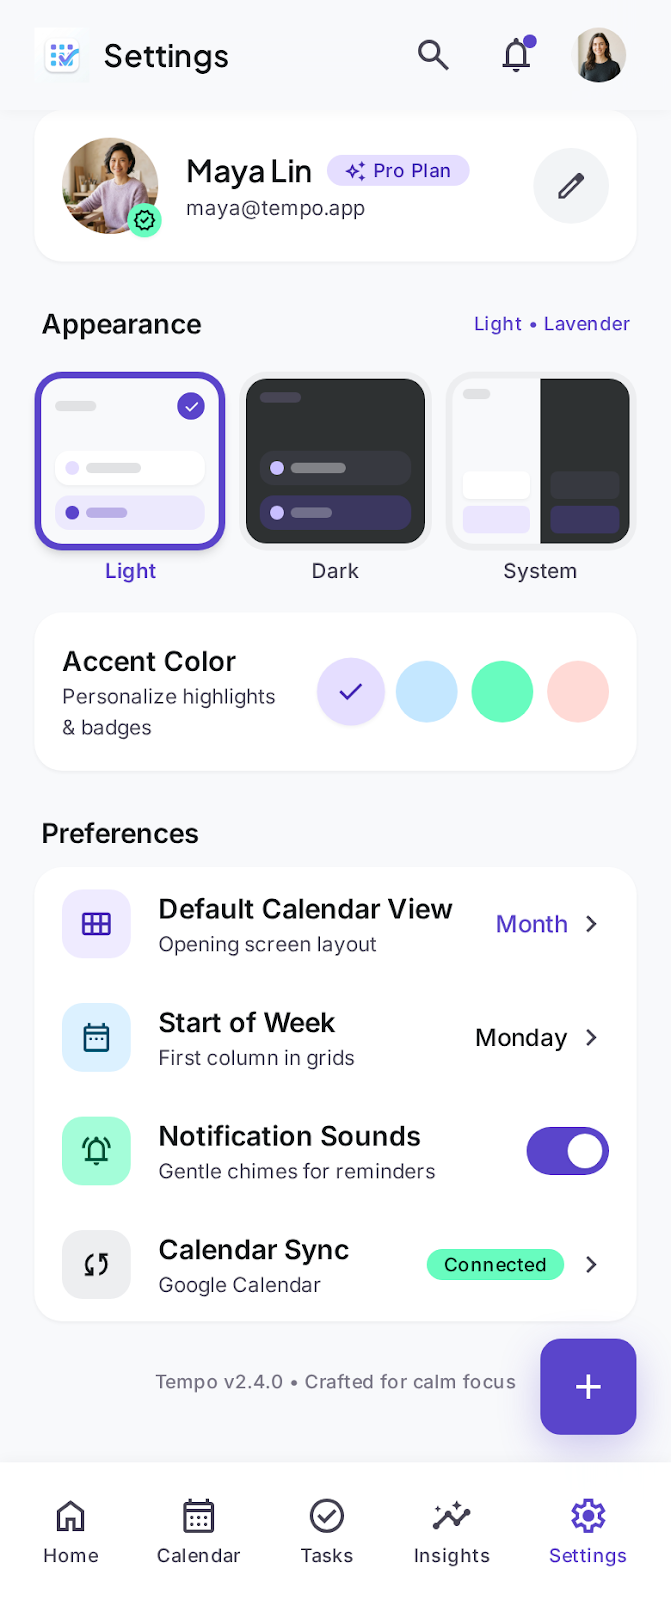 Settings
Maya Lin
Pro Plan
maya@tempo.app
Appearance
Light • Lavender
Light
Dark
System
Accent Color
Personalize highlights
& badges
Preferences
Default Calendar View
Opening screen layout
Month
Start of Week
First column in grids
Monday
Notification Sounds
Gentle chimes for reminders
Calendar Sync
Google Calendar
Connected
Tempo v2.4.0 • Crafted for calm focus
Home
Calendar
Tasks
Insights
Settings